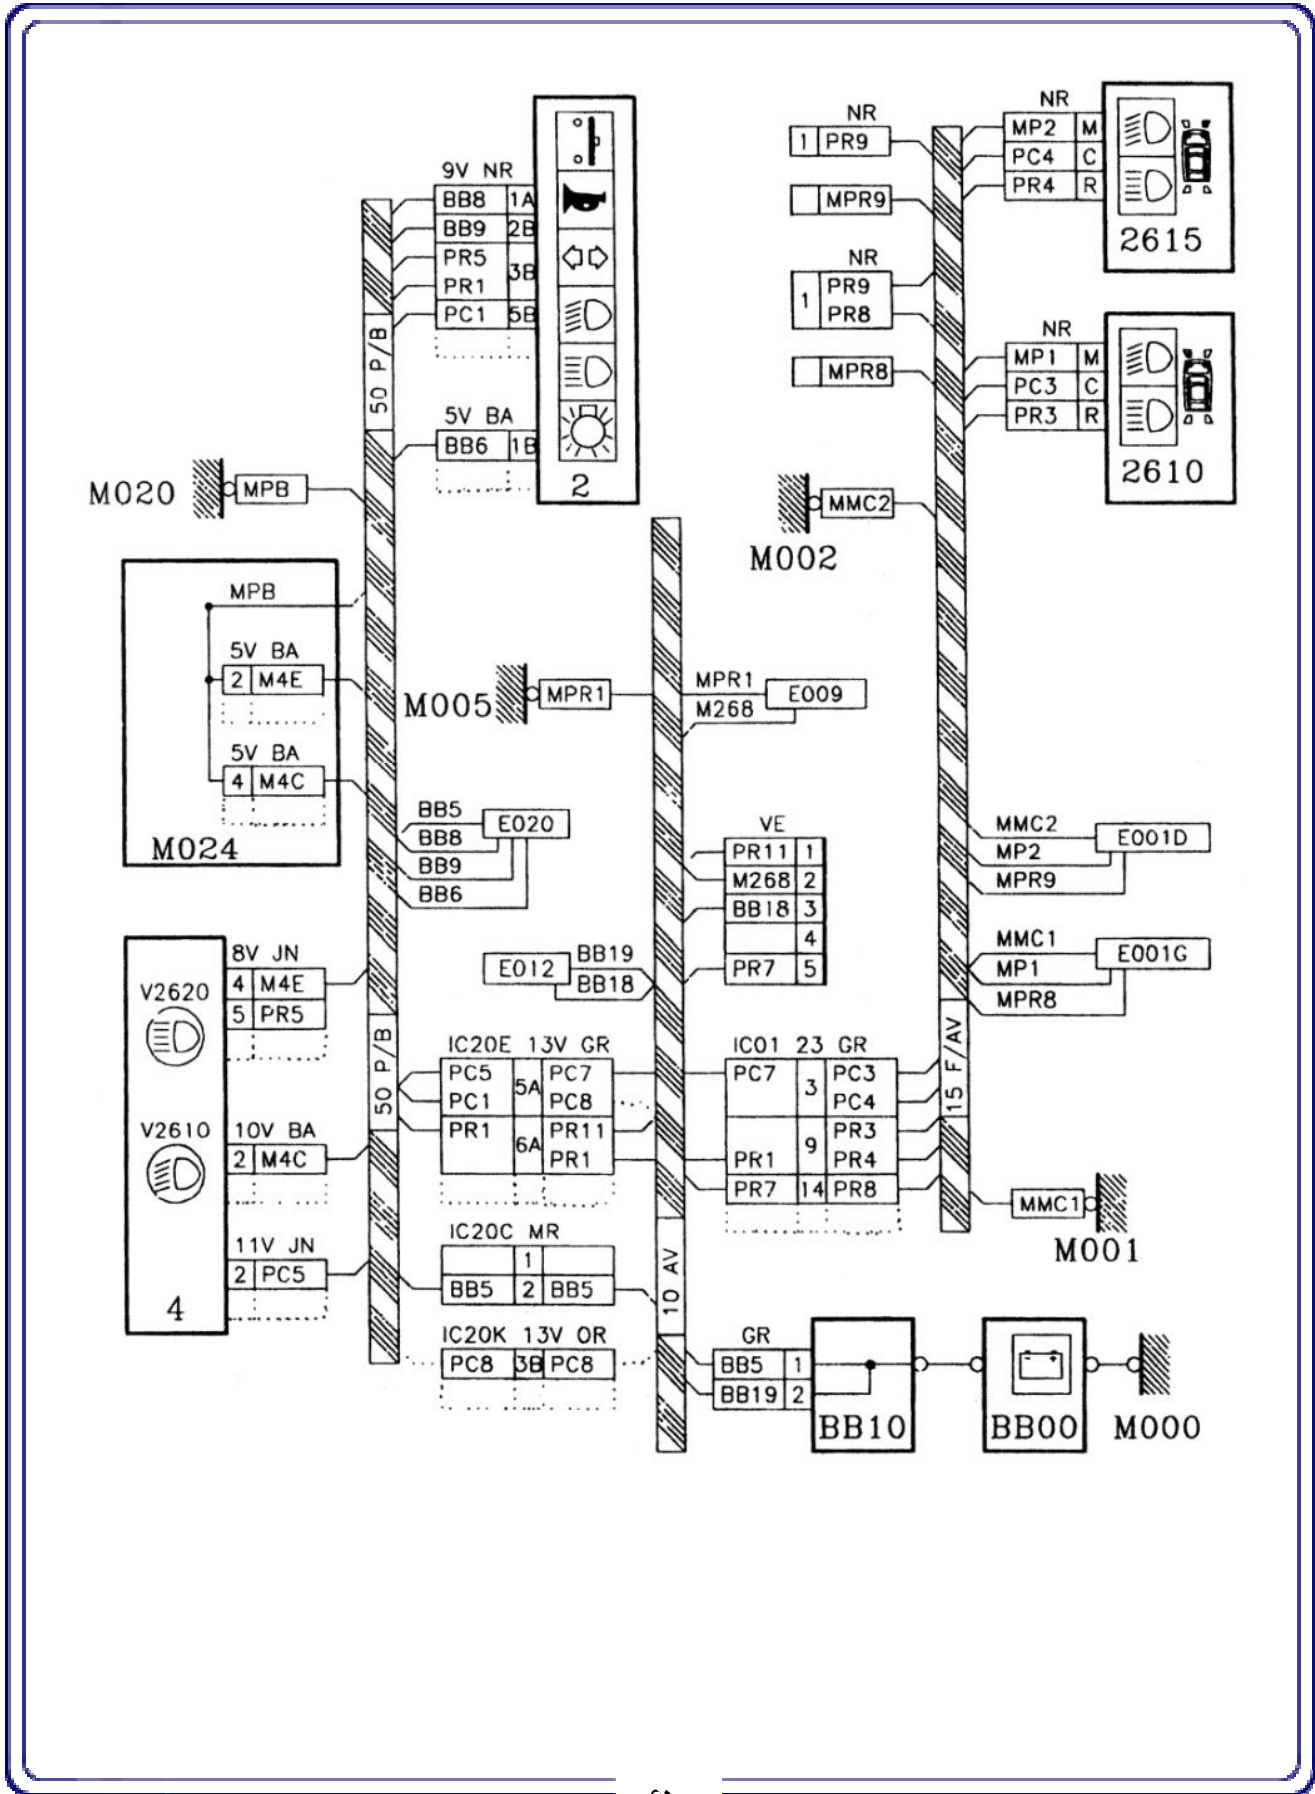 9V NR
BB8 1A
BB9 2B
PR5
3B
PR1
PC1 5B
5V BA
BB6 1B
2
50 P/B
M020 MPB
MPB
5V BA
2 M4E
5V BA
4 M4C
M024
BB5 E020
BB8
BB9
BB6
8V JN
4 M4E
5 PR5
V2620
V2610
10V BA
2 M4C
11V JN
2 PC5
4
50 P/B
NR
1 PR9
MPR9
NR
1 PR9
PR8
MPR8
NR
MP2 M
PC4 C
PR4 R
2615
NR
MP1 M
PC3 C
PR3 R
2610
MMC2
M002
M005 MPR1
MPR1 E009
M268
VE
PR11 1
M268 2
BB18 3
4
PR7 5
E012 BB19
BB18
MMC2 E001D
MP2
MPR9
MMC1 E001G
MP1
MPR8
IC20E 13V GR
PC5 5A PC7
PC1 PC8
PR1 6A PR11
PR1
IC01 23 GR
PC7 3 PC3
PC4
9 PR3
PR1 PR4
PR7 14 PR8
15 F/AV
MMC1
M001
IC20C MR
1
BB5 2 BB5
10 AV
IC20K 13V OR
PC8 3B PC8
GR
BB5 1
BB19 2
BB10 BB00 M000